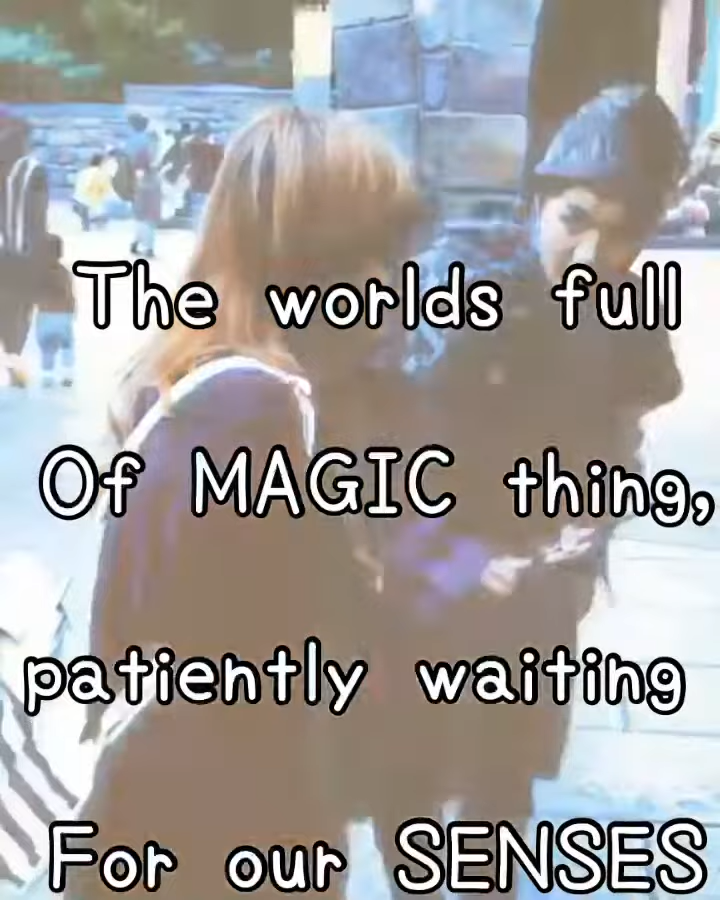 The worlds full
Of MAGIC thing,
patiently waiting
For our SENSES